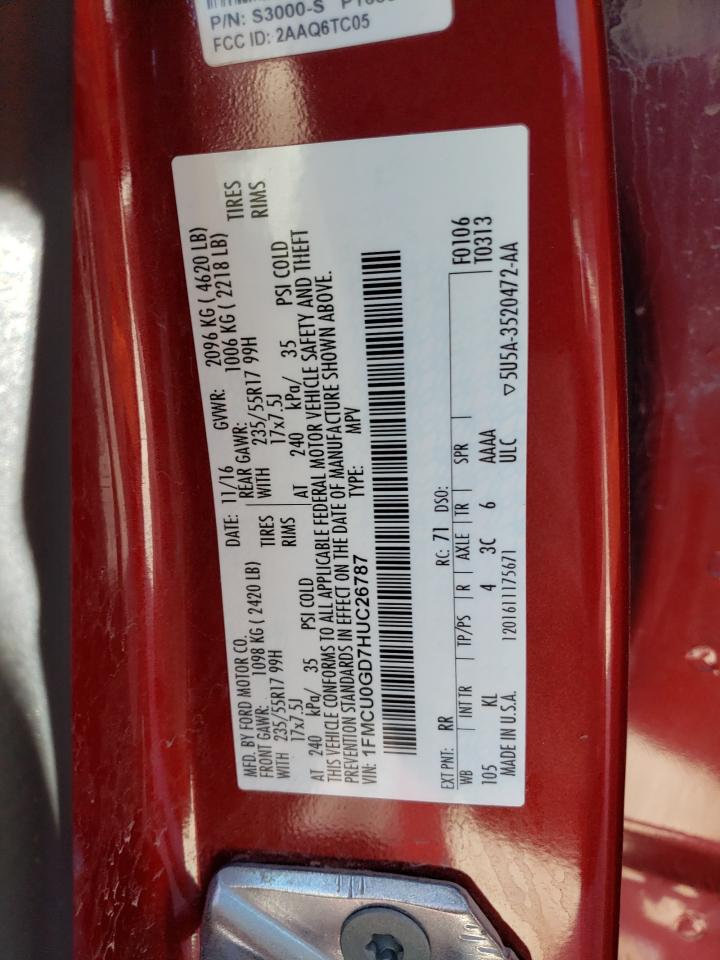 P/N: S3000-S
FCC ID: 2AAQ6TC05
MFD. BY FORD MOTOR CO. DATE: 11/16 GVWR: 2096 KG ( 4620 LB)
FRONT GAWR: 1098 KG ( 2420 LB) REAR GAWR: 1006 KG ( 2218 LB)
WITH 235/55R17 99H TIRES WITH 235/55R17 99H TIRES
17x7.5J RIMS 17x7.5J RIMS
AT 240 kPa/ 35 PSI COLD AT 240 kPa/ 35 PSI COLD
THIS VEHICLE CONFORMS TO ALL APPLICABLE FEDERAL MOTOR VEHICLE SAFETY AND THEFT
PREVENTION STANDARDS IN EFFECT ON THE DATE OF MANUFACTURE SHOWN ABOVE.
VIN: 1FMCU0GD7HUC26787 TYPE: MPV
F0106
EXT PNT: RR RC: 71 DSO: T0313
WB INT TR TP/PS R AXLE TR SPR
105 KL 4 3C 6 AAAA
MADE IN U.S.A. 1201611175671 ULC ▽5U5A-3520472-AA